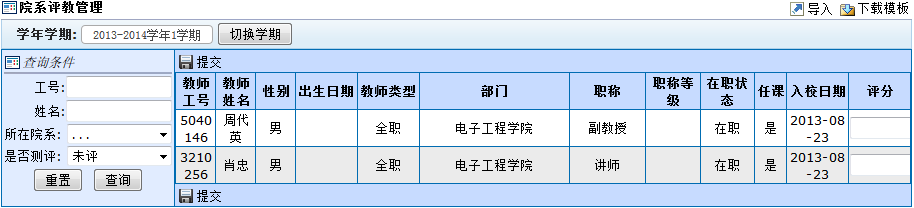 院系评教管理 导入 下载模板
学年学期: 2013-2014学年1学期 切换学期
查询条件
工号:
姓名:
所在院系: ...
是否测评: 未评
重置 查询
提交
教师工号 教师姓名 性别 出生日期 教师类型 部门 职称 职称等级 在职状态 任课 入校日期 评分
5040146 周代英 男 全职 电子工程学院 副教授 在职 是 2013-08-23
3210256 肖忠 男 全职 电子工程学院 讲师 在职 是 2013-08-23
提交